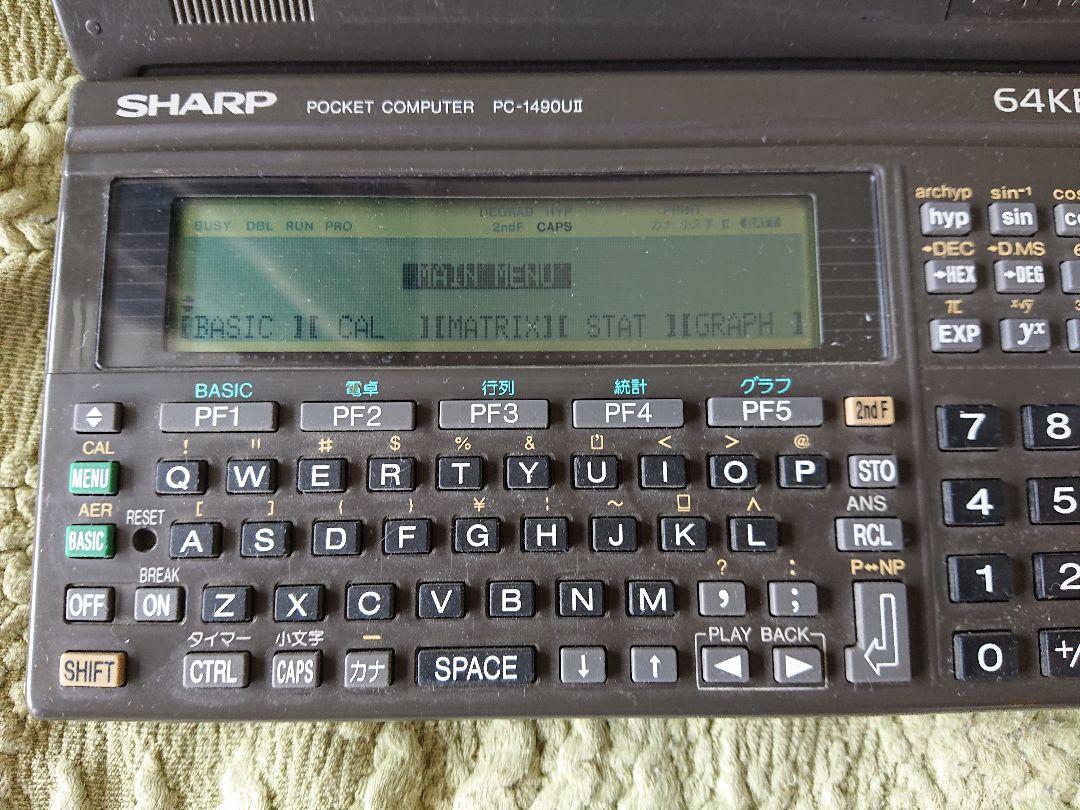 SHARP POCKET COMPUTER PC-1490UⅡ 64K
DEGRAD HYP PRINT
BUSY DBL RUN PRO 2ndF CAPS カナ 小文字 E BATT
MAIN MENU
[BASIC ][ CAL ][MATRIX][ STAT ][GRAPH ]
archyp sin⁻¹ cos
hyp sin co
→DEC →D.MS
→HEX →DEG
π ˣ√y
EXP yˣ
BASIC 電卓 行列 統計 グラフ
PF1 PF2 PF3 PF4 PF5 2nd F
7 8
CAL ! " # $ % & < > @
MENU Q W E R T Y U I O P STO
4 5
AER RESET [ ] { } ¥ ¦ ~ ^ ANS
BASIC A S D F G H J K L RCL
BREAK ? : P↔NP
OFF ON Z X C V B N M , ;
1 2
タイマー 小文字 PLAY BACK
SHIFT CTRL CAPS カナ SPACE ↓ ↑ ◀ ▶
0 +/